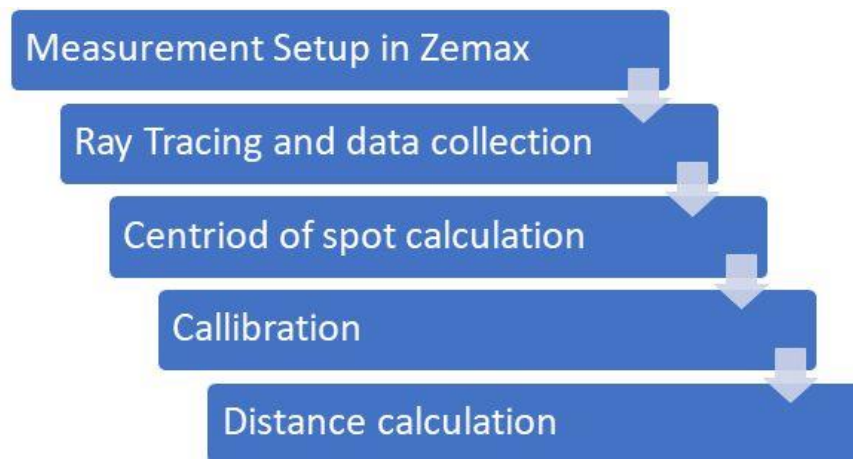 Measurement Setup in Zemax
Ray Tracing and data collection
Centriod of spot calculation
Callibration
Distance calculation